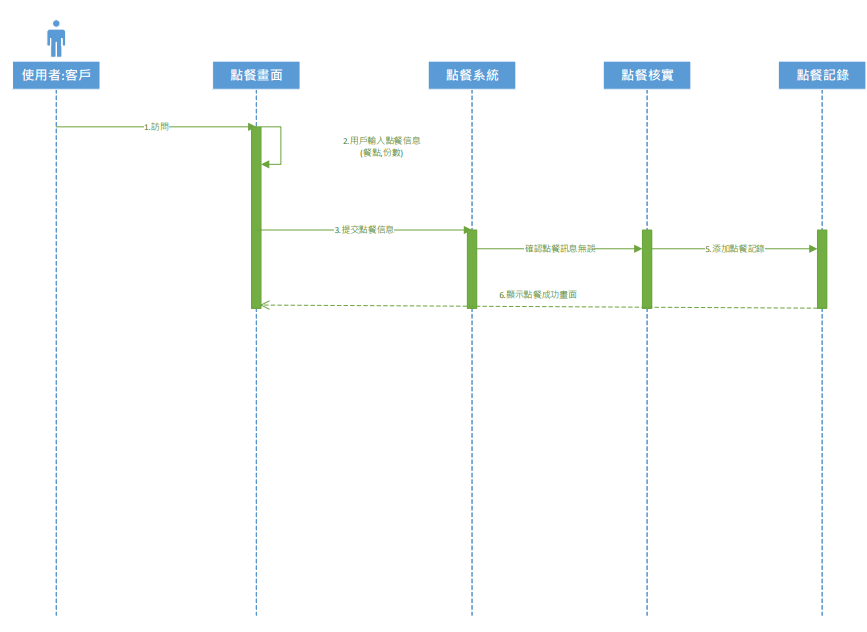 使用者:客戶
點餐畫面
點餐系統
點餐核實
點餐記錄
1.訪問
2.用戶輸入點餐信息
(餐點,份數)
3.提交點餐信息
確認點餐訊息無誤
5.添加點餐記錄
6.顯示點餐成功畫面